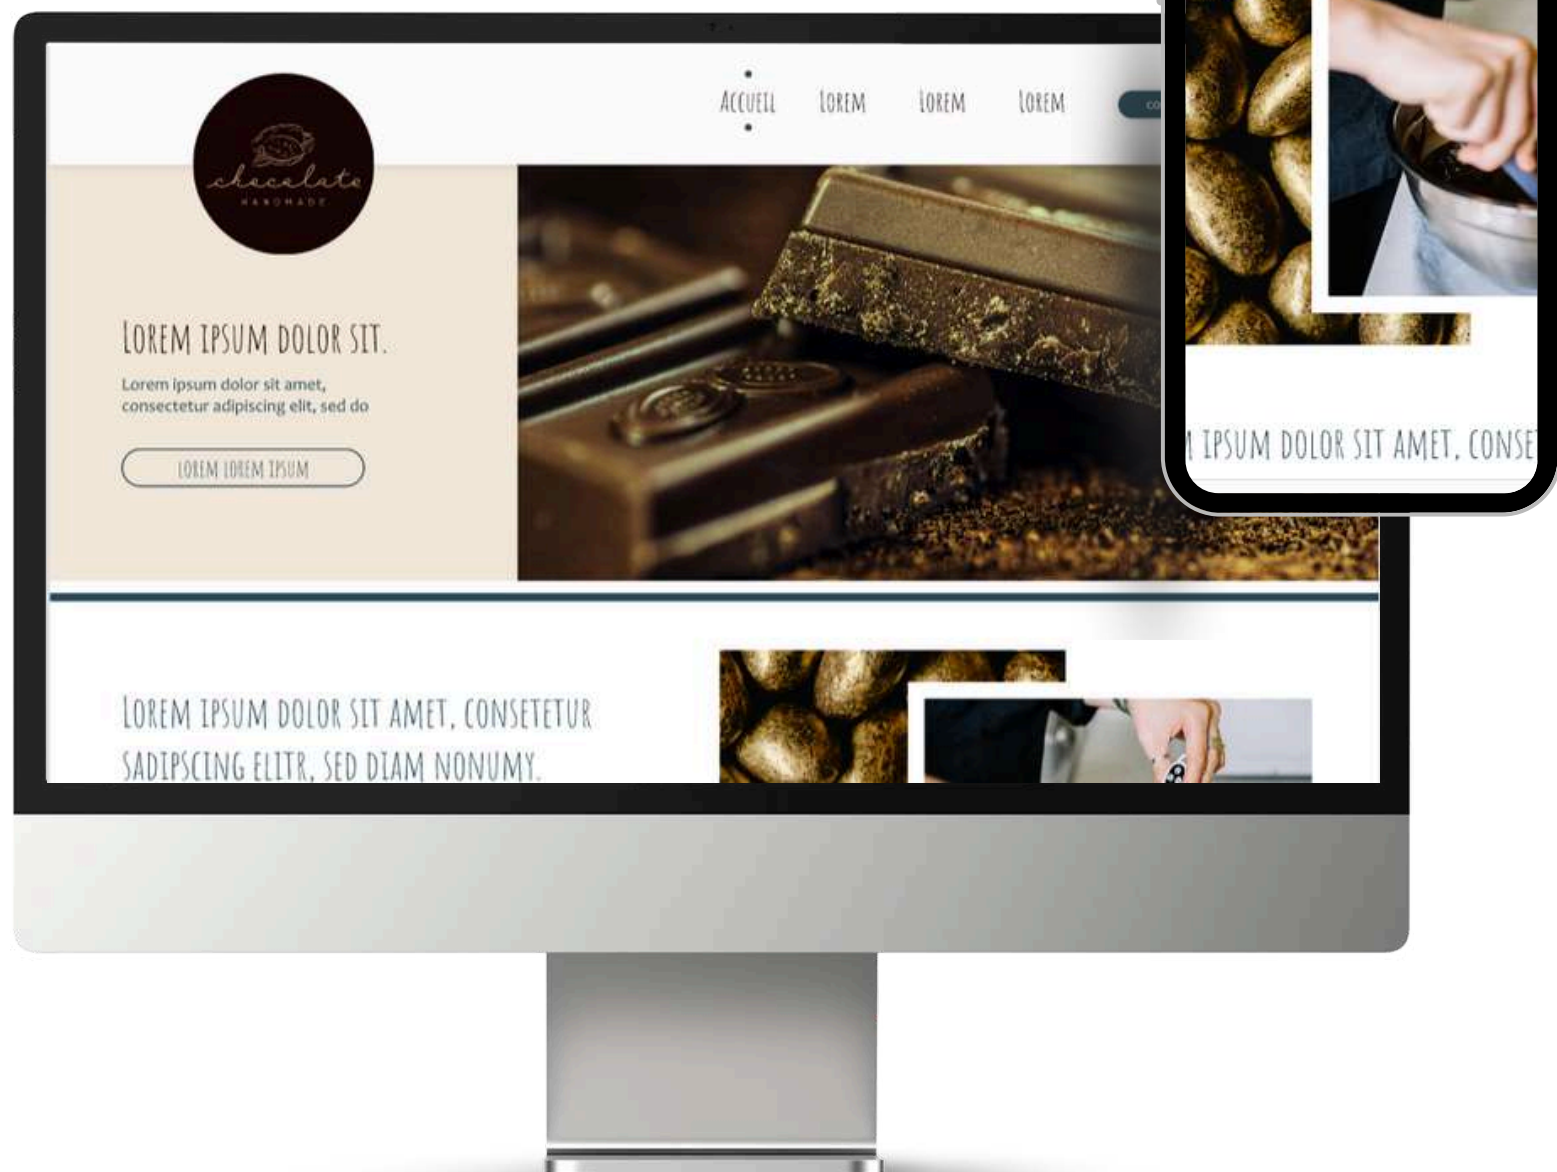 Accueil Lorem Lorem Lorem
chocolate
HANDMADE
Lorem ipsum dolor sit.
Lorem ipsum dolor sit amet,
consectetur adipiscing elit, sed do
LOREM LOREM IPSUM
Lorem ipsum dolor sit amet, consetetur
sadipscing elitr, sed diam nonumy.
ipsum dolor sit amet,